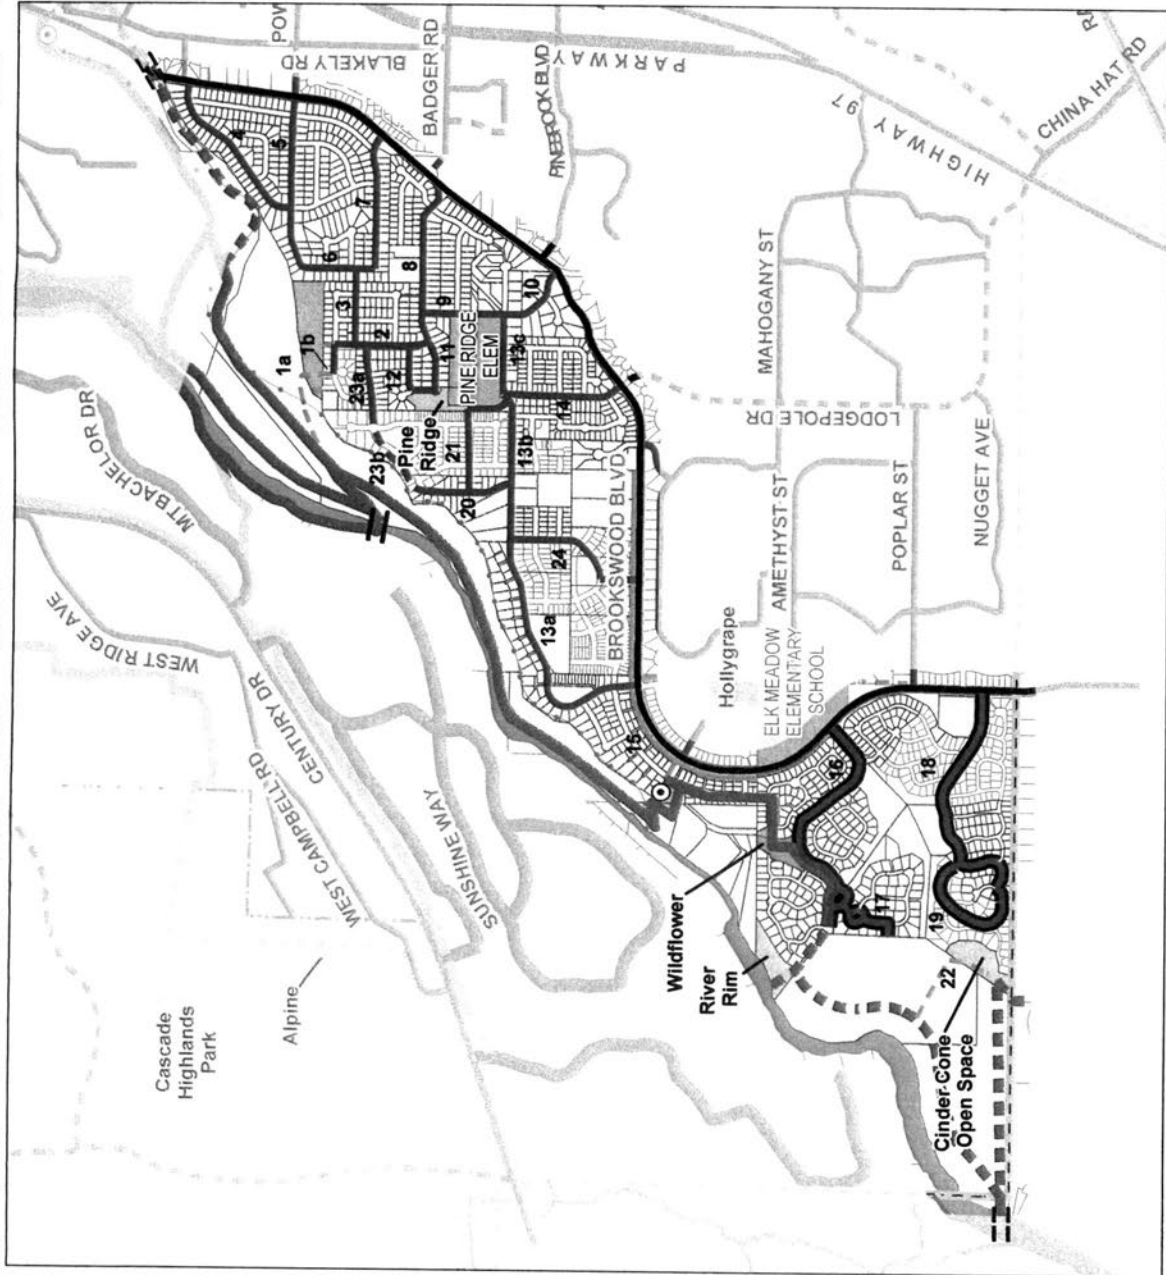 POW
BLAKELY RD
BADGER RD
PINEBROOK BLVD
PARKWAY
HIGHWAY 97
CHINA HAT RD
4
5
6
7
3
8
2
1b
1a
9
10
PINE RIDGE
ELEM
11
12
13c
23a
23b
Pine
Ridge
14
21
13b
20
24
13a
BROOKSWOOD BLVD
MAHOGANY ST
LODGEPOLE DR
AMETHYST ST
POPLAR ST
NUGGET AVE
MT BACHELOR DR
WEST RIDGE AVE
CENTURY DR
WEST CAMPBELL RD
SUNSHINE WAY
Cascade
Highlands
Park
Alpine
Hollygrape
ELK MEADOW
ELEMENTARY
SCHOOL
15
16
17
18
19
22
Wildflower
River
Rim
Cinder Cone
Open Space